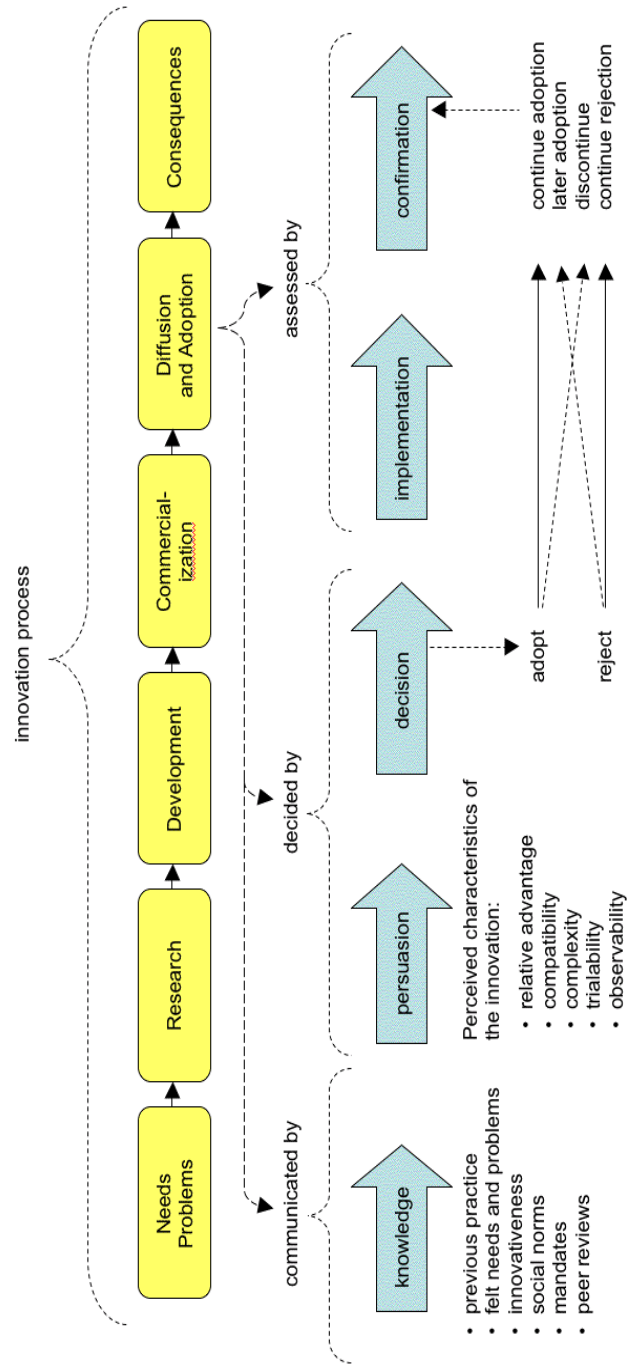 innovation process
Needs
Problems
Research
Development
Commercial-
ization
Diffusion
and Adoption
Consequences
communicated by
decided by
assessed by
knowledge
persuasion
decision
implementation
confirmation
• previous practice
• felt needs and problems
• innovativeness
• social norms
• mandates
• peer reviews
Perceived characteristics of
the innovation:
• relative advantage
• compatibility
• complexity
• trialability
• observability
adopt
reject
continue adoption
later adoption
discontinue
continue rejection